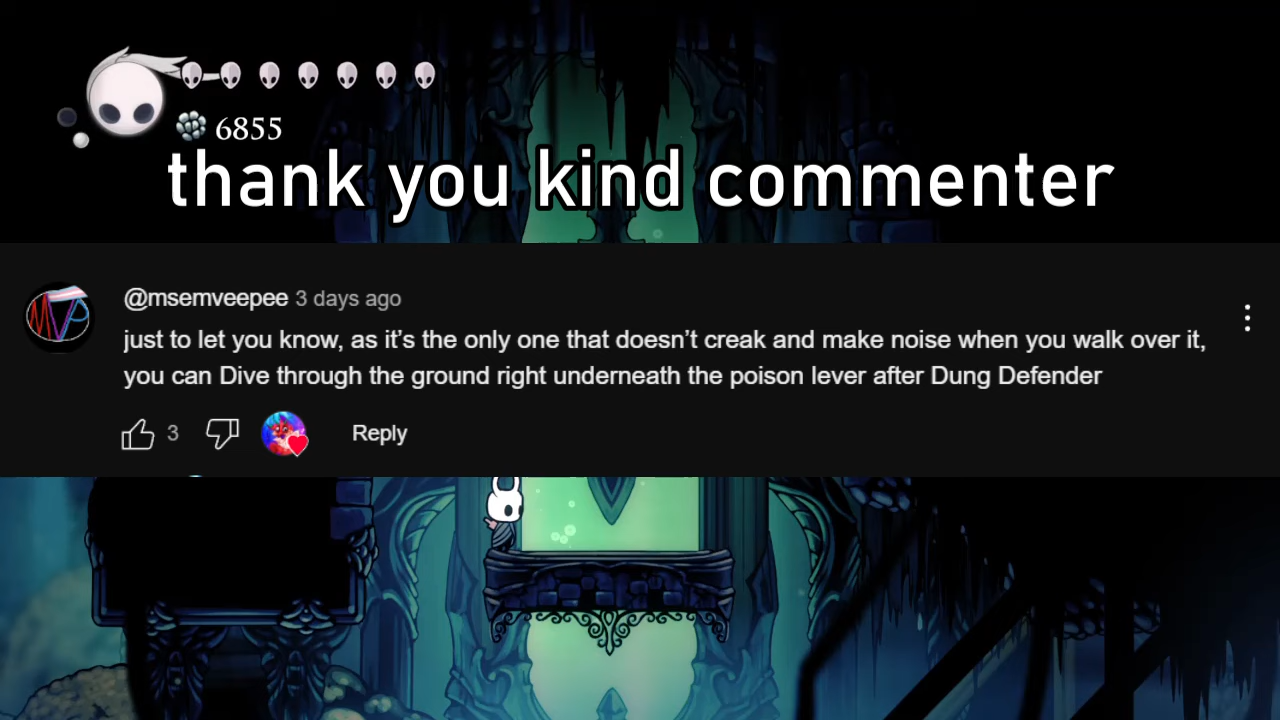 6855
thank you kind commenter
MVP
@msemveepee 3 days ago
just to let you know, as it’s the only one that doesn’t creak and make noise when you walk over it,
you can Dive through the ground right underneath the poison lever after Dung Defender
3 Reply